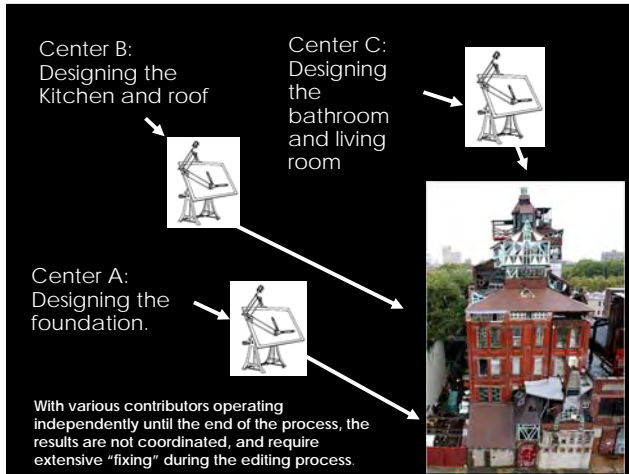 Center B:
Designing the
Kitchen and roof
Center C:
Designing
the
bathroom
and living
room
Center A:
Designing the
foundation.
With various contributors operating
independently until the end of the process, the
results are not coordinated, and require
extensive “fixing” during the editing process.